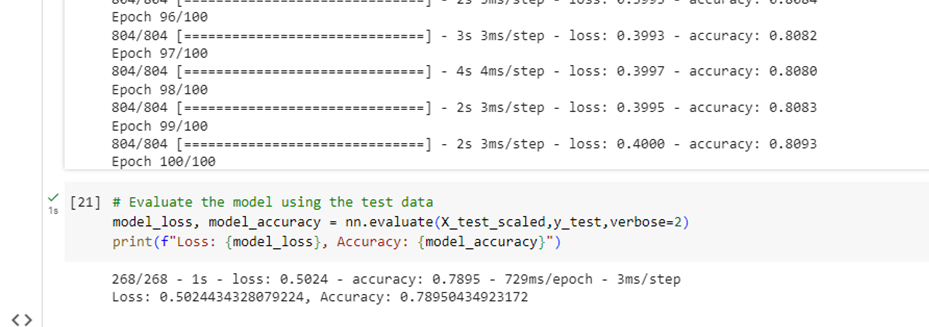 Epoch 96/100
804/804 [==============================] - 3s 3ms/step - loss: 0.3993 - accuracy: 0.8082
Epoch 97/100
804/804 [==============================] - 4s 4ms/step - loss: 0.3997 - accuracy: 0.8080
Epoch 98/100
804/804 [==============================] - 2s 3ms/step - loss: 0.3995 - accuracy: 0.8083
Epoch 99/100
804/804 [==============================] - 2s 3ms/step - loss: 0.4000 - accuracy: 0.8093
Epoch 100/100
[21] # Evaluate the model using the test data
1s
model_loss, model_accuracy = nn.evaluate(X_test_scaled,y_test,verbose=2)
print(f"Loss: {model_loss}, Accuracy: {model_accuracy}")
268/268 - 1s - loss: 0.5024 - accuracy: 0.7895 - 729ms/epoch - 3ms/step
Loss: 0.5024434328079224, Accuracy: 0.78950434923172